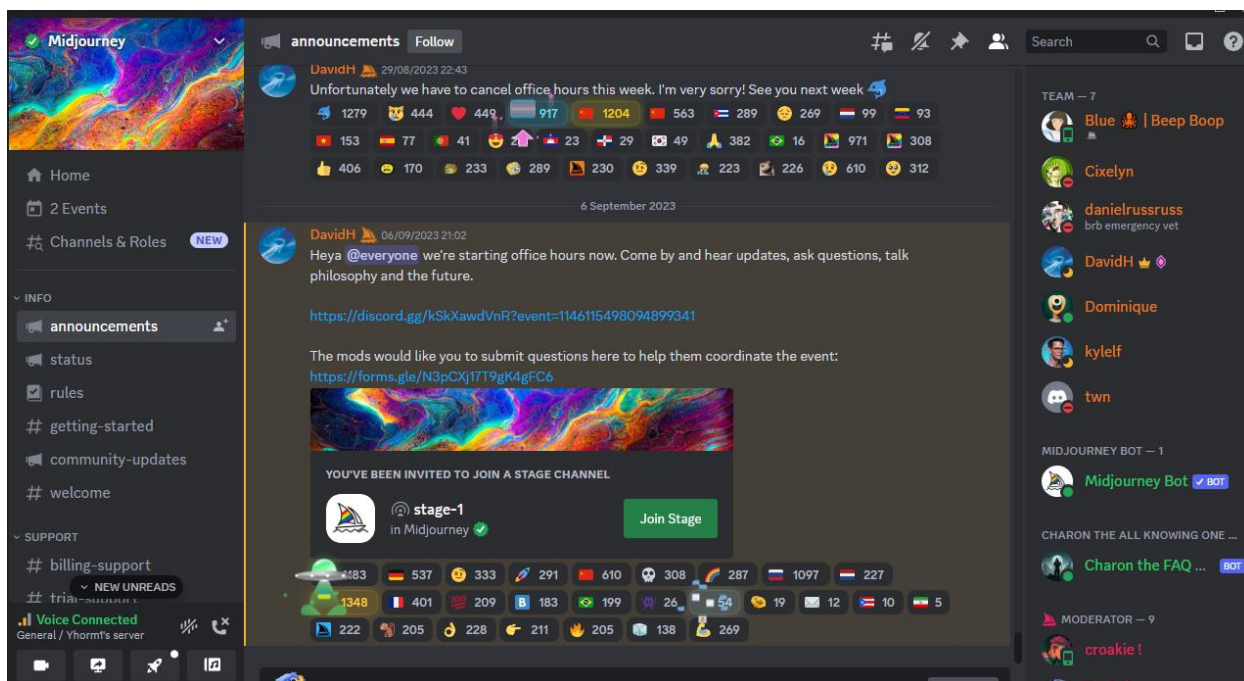 Midjourney
Home
2 Events
Channels & Roles
NEW
INFO
announcements
status
rules
getting-started
community-updates
welcome
SUPPORT
billing-support
NEW UNREADS
Voice Connected
General / Yhorm1's server
announcements
Follow
Search
DavidH 29/08/2023 22:43
Unfortunately we have to cancel office hours this week. I'm very sorry! See you next week
1279 444 449 917 1204 563 289 269 99 93
153 77 41 23 29 49 382 16 971 308
406 170 233 289 230 339 223 226 610 312
6 September 2023
DavidH 06/09/2023 21:02
Heya @everyone we're starting office hours now. Come by and hear updates, ask questions, talk
philosophy and the future.
https://discord.gg/kSkXawdVnR?event=1146115498094899341
The mods would like you to submit questions here to help them coordinate the event:
https://forms.gle/N3pCXj17T9gK4gFC6
YOU'VE BEEN INVITED TO JOIN A STAGE CHANNEL
stage-1
in Midjourney
Join Stage
537 333 291 610 308 287 1097 227
1348 401 209 B 183 199 26 54 19 12 10 5
222 205 228 211 205 138 269
TEAM — 7
Blue | Beep Boop
Cixelyn
danielrussruss
brb emergency vet
DavidH
Dominique
kylelf
twn
MIDJOURNEY BOT — 1
Midjourney Bot BOT
CHARON THE ALL KNOWING ONE ...
Charon the FAQ ... BOT
MODERATOR — 9
croakie !